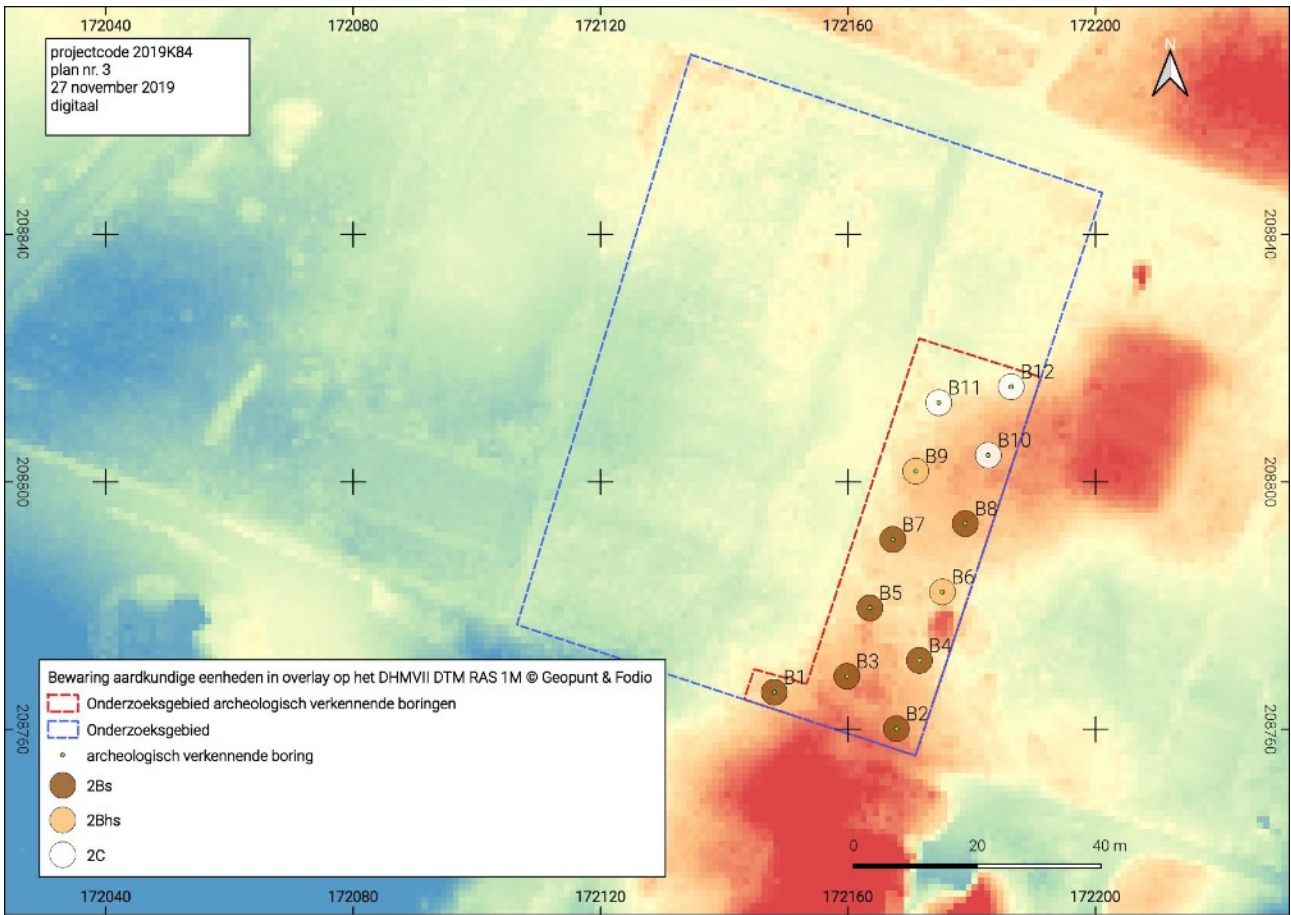 172040 172080 172120 172160 172200
projectcode 2019K84
plan nr. 3
27 november 2019
digitaal
N
208840 208840
B12
B11
B10
B9
208800 208800
B8
B7
B6
B5
B4
B3
B1
B2
208760 208760
Bewaring aardkundige eenheden in overlay op het DHMVII DTM RAS 1M © Geopunt & Fodio
Onderzoeksgebied archeologisch verkennende boringen
Onderzoeksgebied
archeologisch verkennende boring
2Bs
2Bhs
2C
0 20 40 m
172040 172080 172120 172160 172200